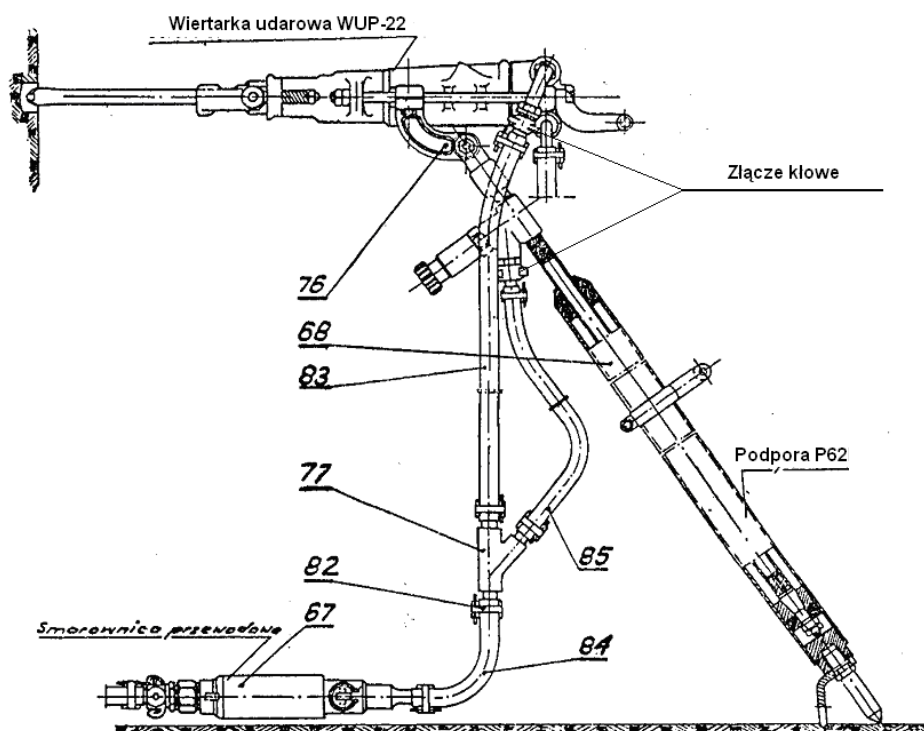 Wiertarka udarowa WUP-22
Złącze kłowe
76
68
83
Podpora P62
77
85
82
Smarownica przewodowa
67
84